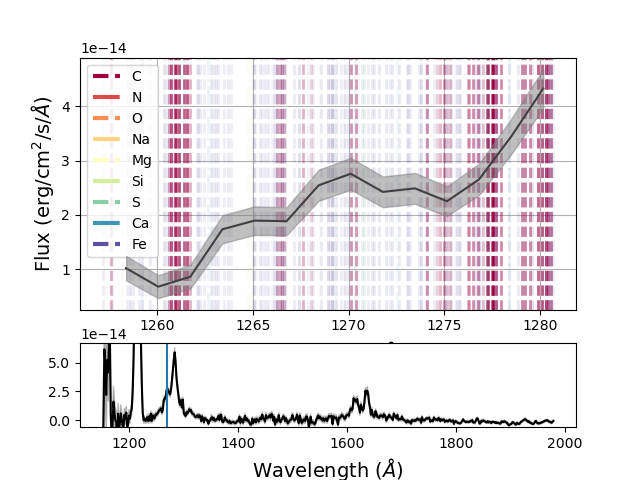 1e−14
C
N
O
Na
Mg
Si
S
Ca
Fe
4
3
2
1
Flux (erg/cm²/s/Å)
1260 1265 1270 1275 1280
1e−14
5.0
2.5
0.0
1200 1400 1600 1800 2000
Wavelength (Å)